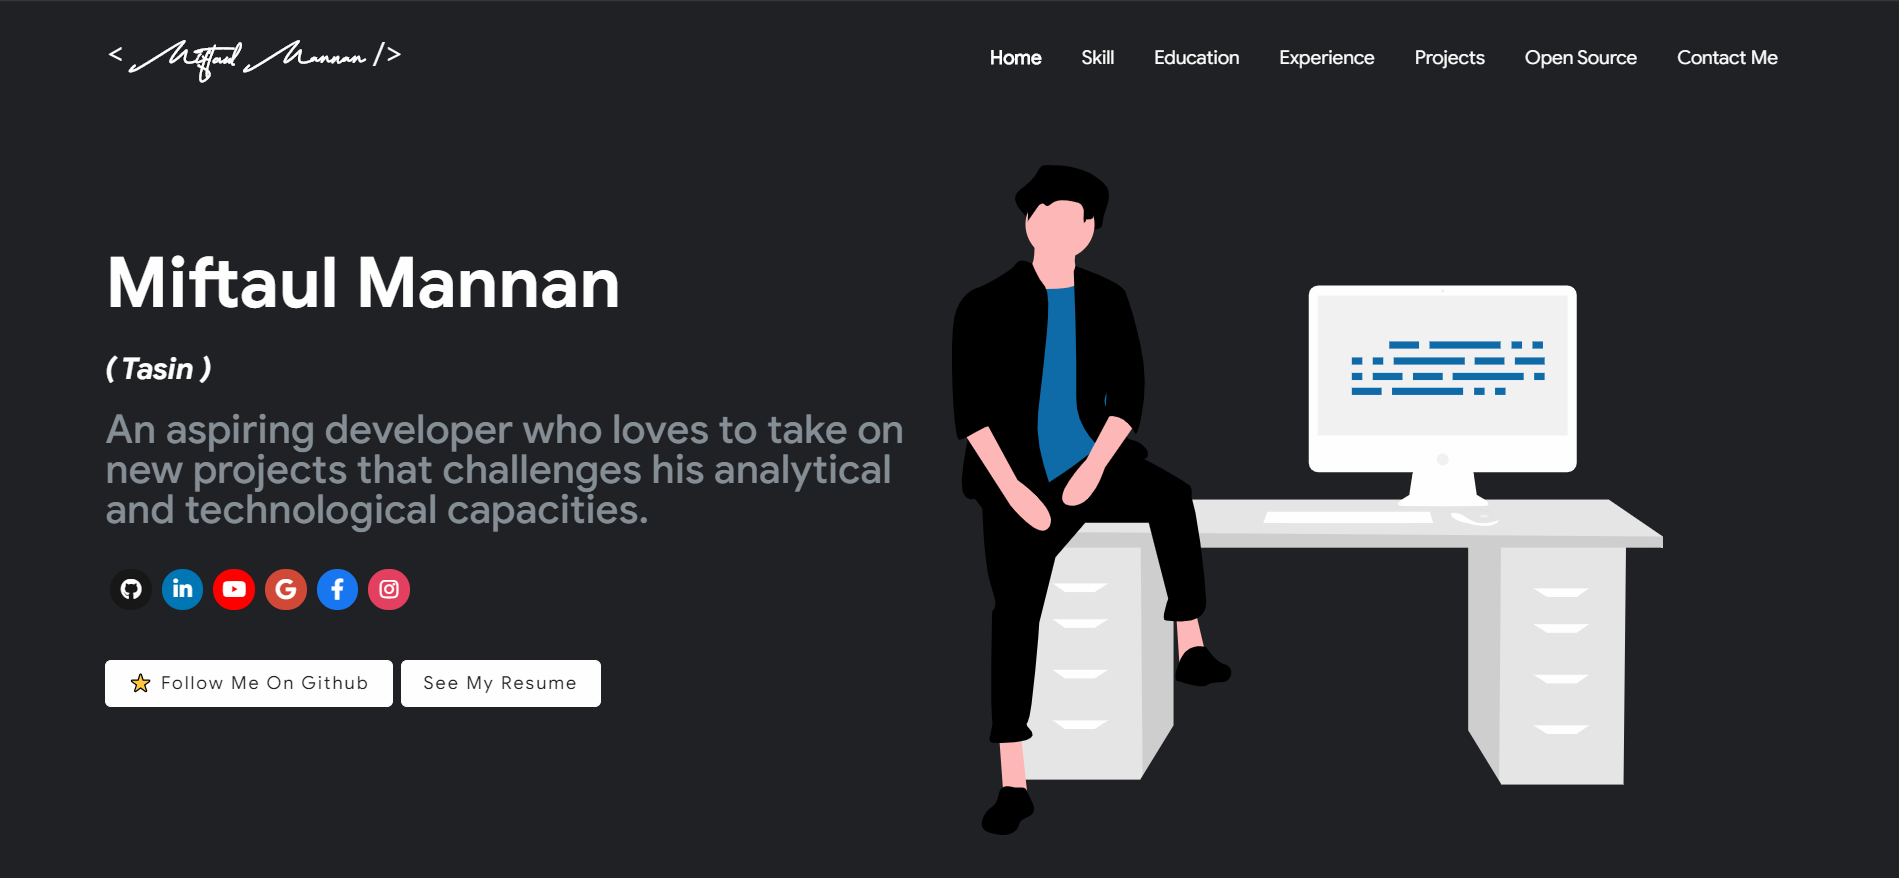 < Miftaul Mannan />
Home Skill Education Experience Projects Open Source Contact Me
Miftaul Mannan
( Tasin )
An aspiring developer who loves to take on
new projects that challenges his analytical
and technological capacities.
in G f
⭐ Follow Me On Github See My Resume